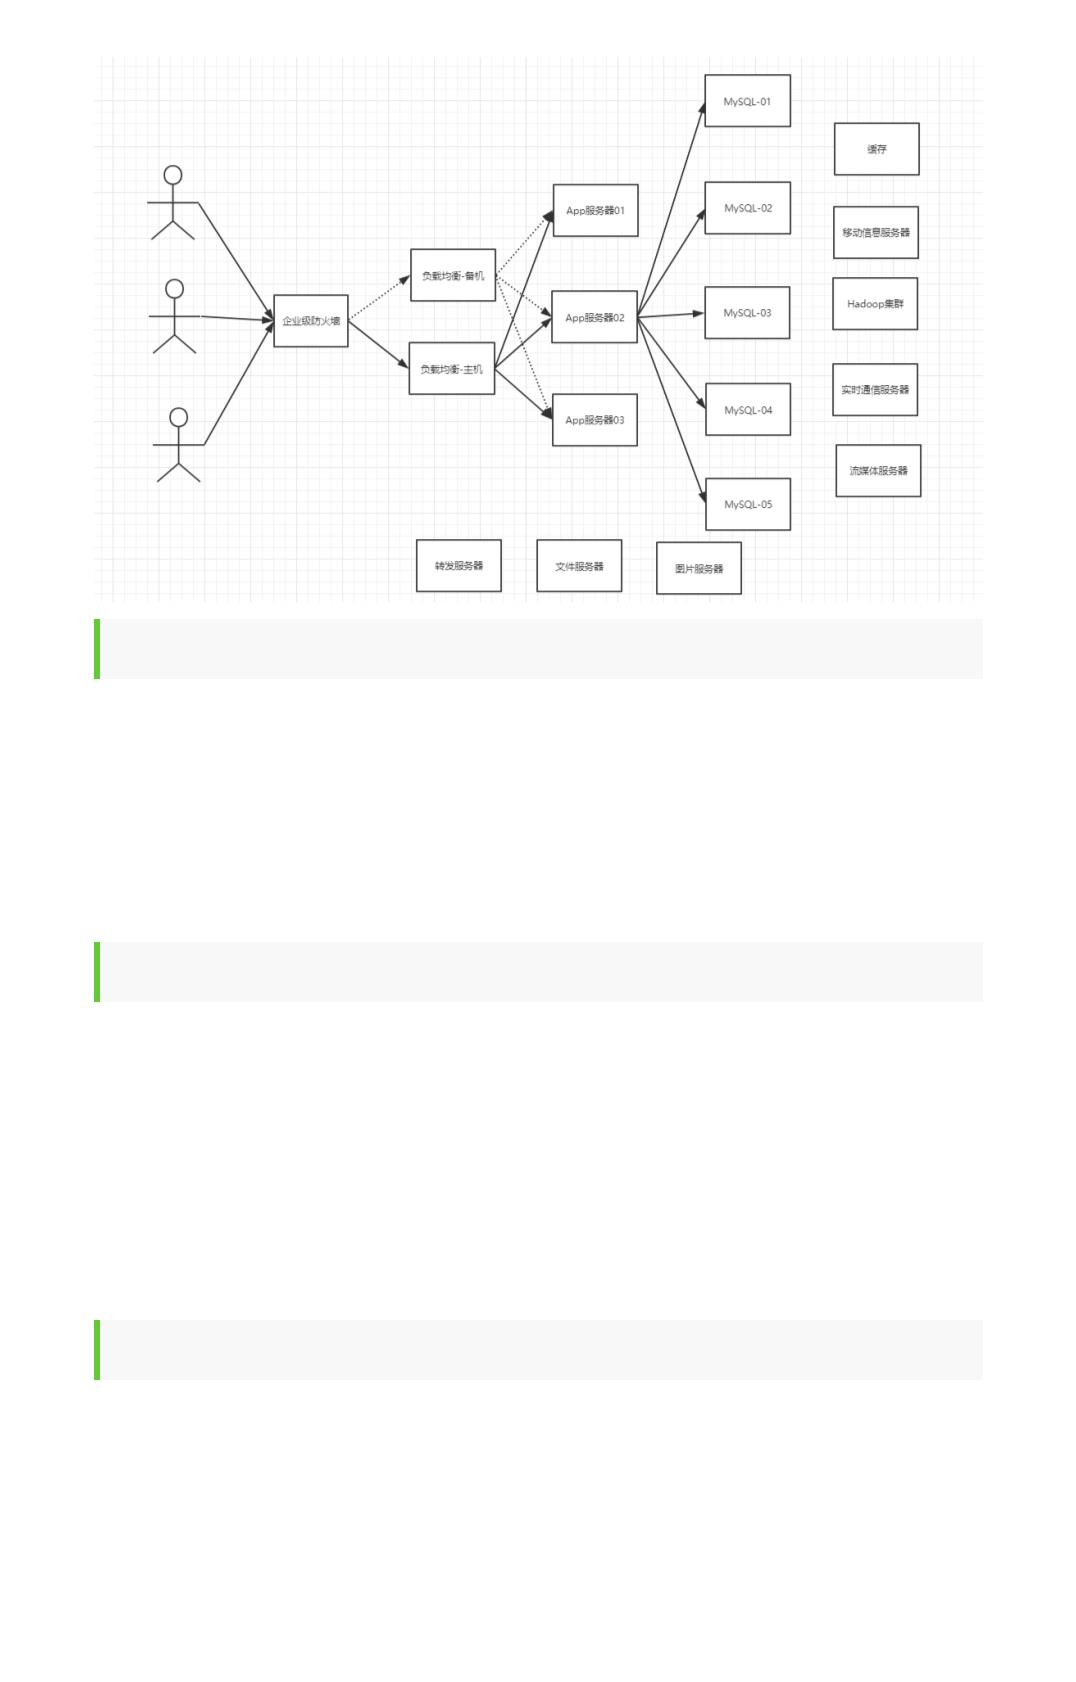 MySQL-01
缓存
App服务器01
MySQL-02
移动信息服务器
负载均衡-备机
Hadoop集群
企业级防火墙
App服务器02
MySQL-03
负载均衡-主机
实时通信服务器
App服务器03
MySQL-04
流媒体服务器
MySQL-05
转发服务器
文件服务器
图片服务器